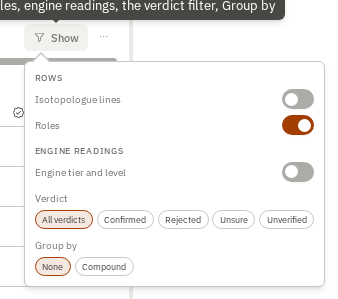 les, engine readings, the verdict filter, Group by
Show ...
ROWS
Isotopologue lines
Roles
ENGINE READINGS
Engine tier and level
Verdict
All verdicts Confirmed Rejected Unsure Unverified
Group by
None Compound